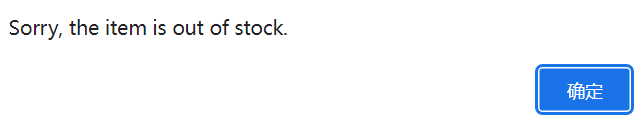 Sorry, the item is out of stock.
确定